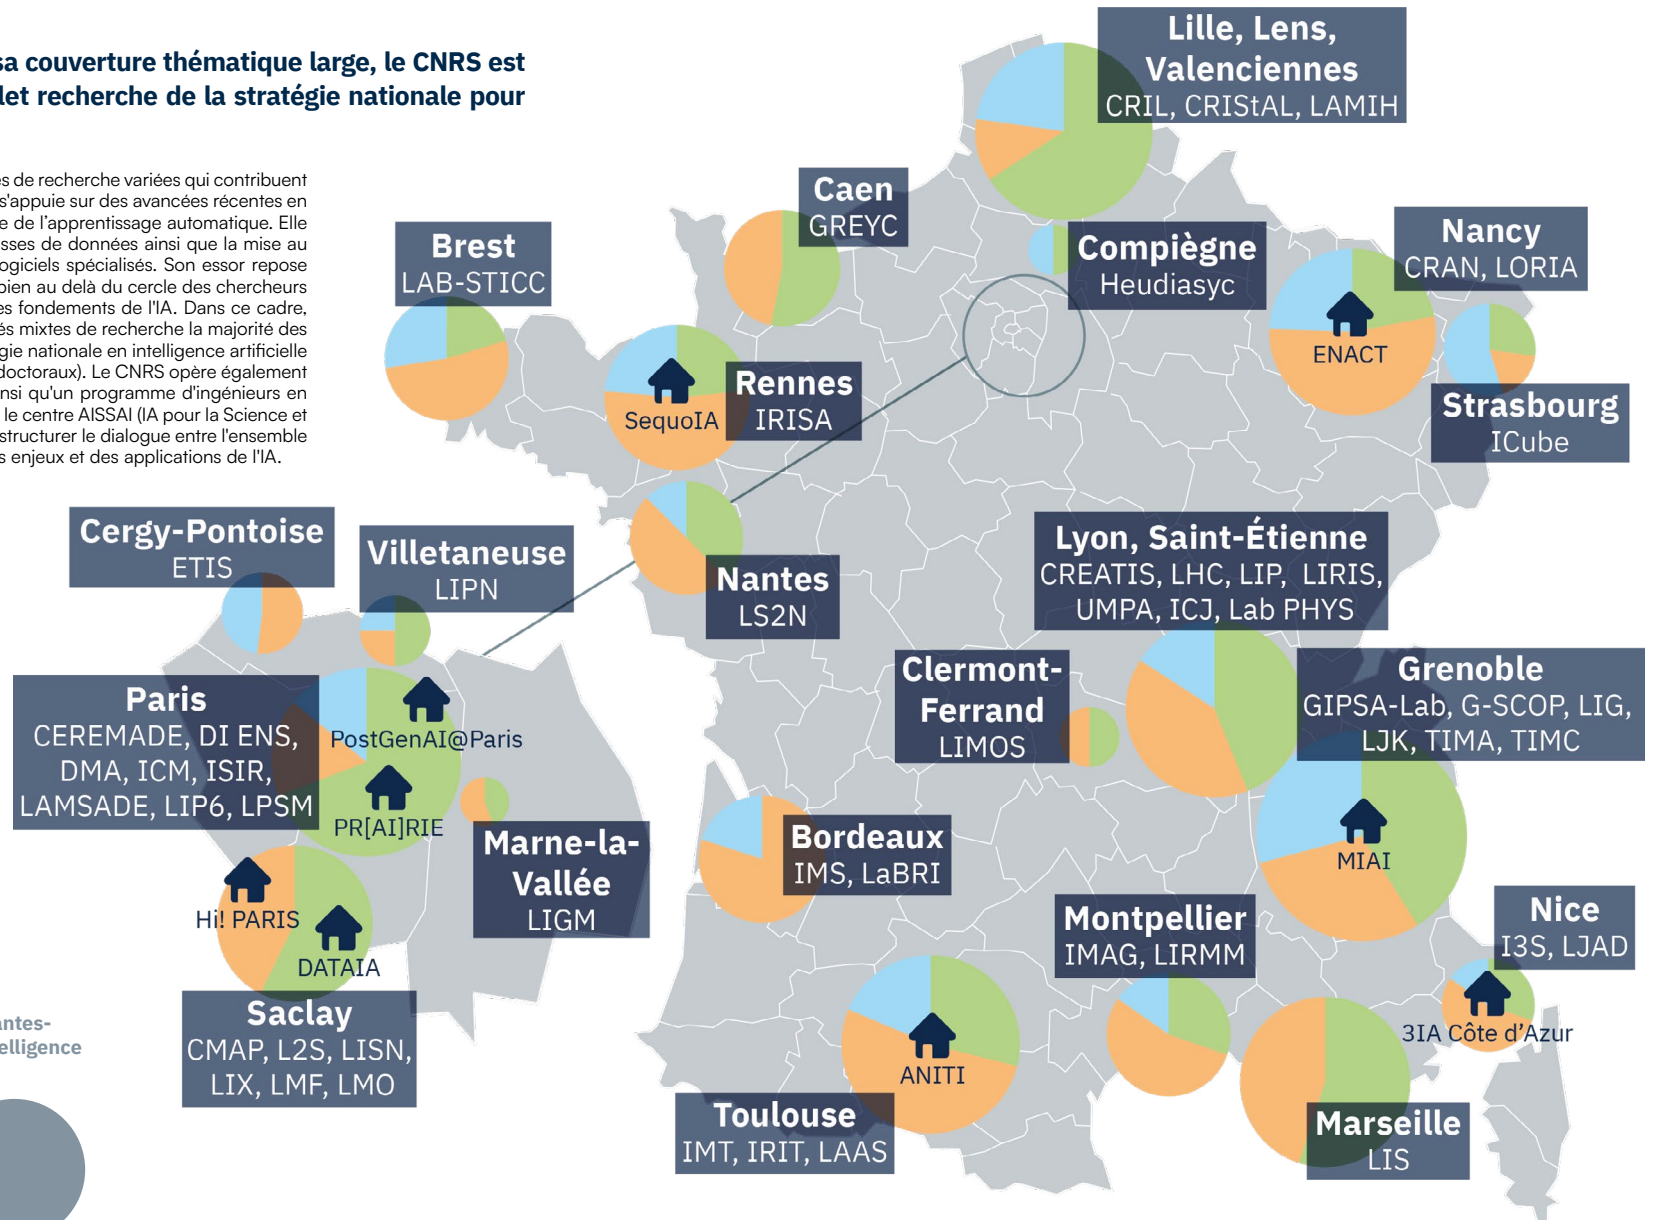 sa couverture thématique large, le CNRS est
let recherche de la stratégie nationale pour
es de recherche variées qui contribuent
s'appuie sur des avancées récentes en
e de l'apprentissage automatique. Elle
sses de données ainsi que la mise au
ogiciels spécialisés. Son essor repose
bien au delà du cercle des chercheurs
es fondements de l'IA. Dans ce cadre,
és mixtes de recherche la majorité des
gie nationale en intelligence artificielle
doctoraux). Le CNRS opère également
nsi qu'un programme d'ingénieurs en
le centre AISSAI (IA pour la Science et
structurer le dialogue entre l'ensemble
s enjeux et des applications de l'IA.
Lille, Lens,
Valenciennes
CRIL, CRIStAL, LAMIH
Caen
GREYC
Brest
LAB-STICC
Compiègne
Heudiasyc
Nancy
CRAN, LORIA
ENACT
Rennes
IRISA
SequoIA
Strasbourg
ICube
Cergy-Pontoise
ETIS
Villetaneuse
LIPN
Nantes
LS2N
Lyon, Saint-Étienne
CREATIS, LHC, LIP, LIRIS,
UMPA, ICJ, Lab PHYS
Clermont-
Ferrand
LIMOS
Grenoble
GIPSA-Lab, G-SCOP, LIG,
LJK, TIMA, TIMC
MIAI
Paris
CEREMADE, DI ENS,
DMA, ICM, ISIR,
LAMSADE, LIP6, LPSM
PostGenAI@Paris
PR[AI]RIE
Marne-la-
Vallée
LIGM
Bordeaux
IMS, LaBRI
Hi! PARIS
DATAIA
Saclay
CMAP, L2S, LISN,
LIX, LMF, LMO
Montpellier
IMAG, LIRMM
Nice
I3S, LJAD
3IA Côte d'Azur
ANITI
Toulouse
IMT, IRIT, LAAS
Marseille
LIS
antes-
elligence